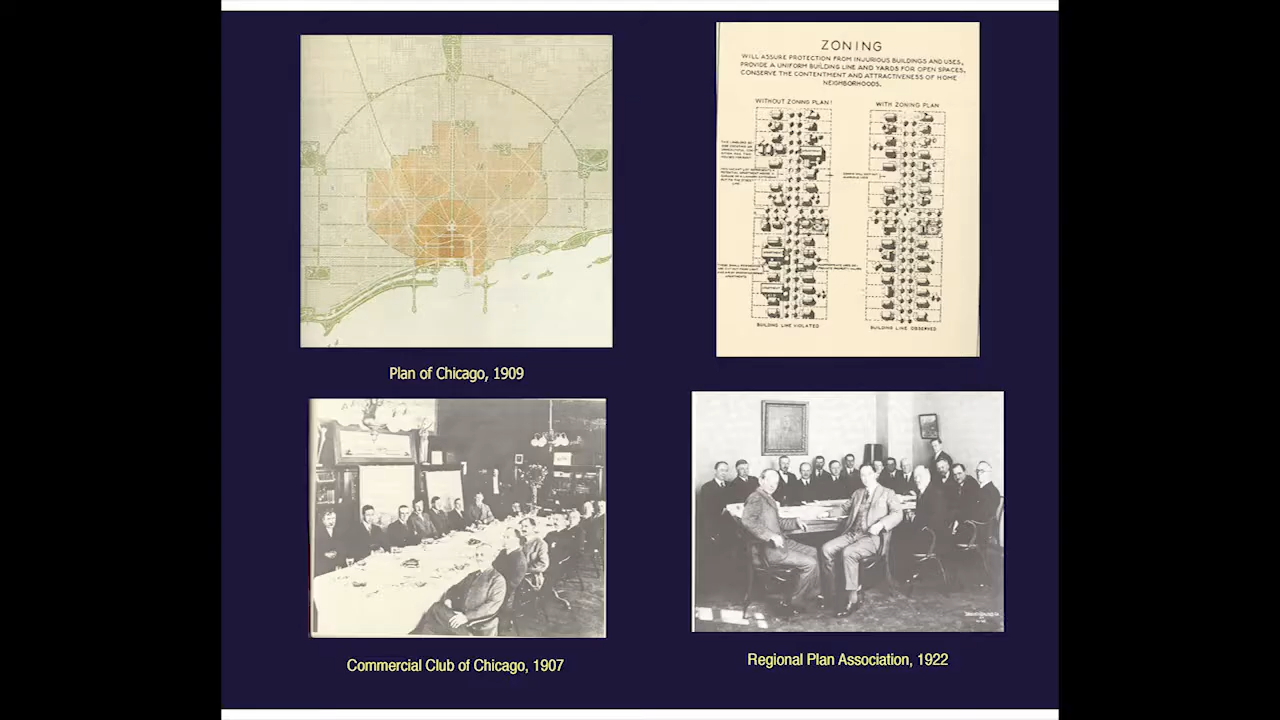 ZONING
WILL ASSURE PROTECTION FROM INJURIOUS BUILDINGS AND USES,
PROVIDE A UNIFORM BUILDING LINE AND YARDS FOR OPEN SPACES,
CONSERVE THE CONTENTMENT AND ATTRACTIVENESS OF HOME
NEIGHBORHOODS.
WITHOUT ZONING PLAN!
WITH ZONING PLAN
BUILDING LINE VIOLATED
BUILDING LINE OBSERVED
Plan of Chicago, 1909
Commercial Club of Chicago, 1907
Regional Plan Association, 1922